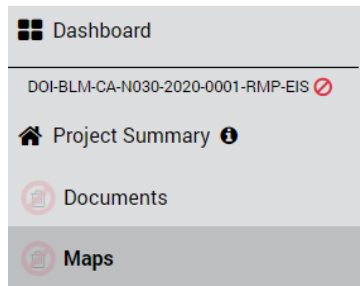 Dashboard
DOI-BLM-CA-N030-2020-0001-RMP-EIS
Project Summary
Documents
Maps